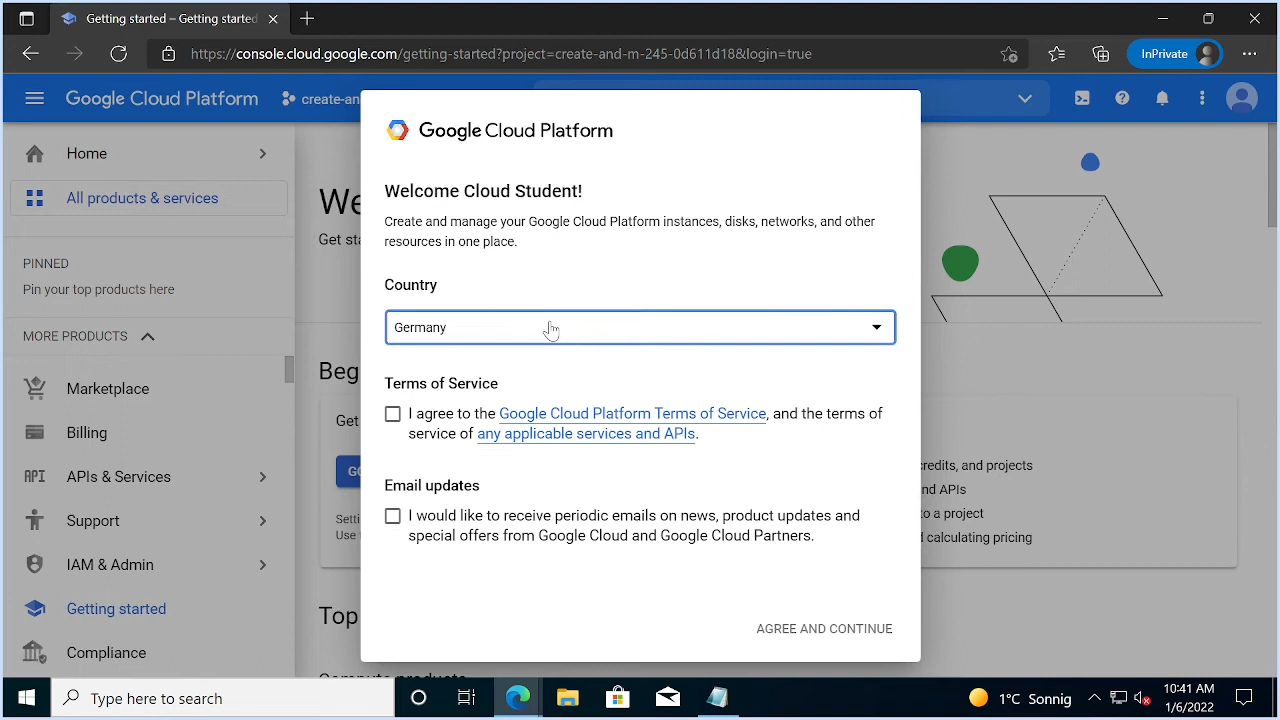 Getting started – Getting started
https://console.cloud.google.com/getting-started?project=create-and-m-245-0d611d18&login=true
InPrivate
Google Cloud Platform
create-an
Google Cloud Platform
Home
All products & services
We
Welcome Cloud Student!
Create and manage your Google Cloud Platform instances, disks, networks, and other
resources in one place.
Get sta
PINNED
Pin your top products here
Country
Germany
MORE PRODUCTS
Marketplace
Billing
APIs & Services
Support
IAM & Admin
Getting started
Compliance
Beg
Get
GO
Setti
Use
Top
Terms of Service
I agree to the Google Cloud Platform Terms of Service, and the terms of
service of any applicable services and APIs.
Email updates
I would like to receive periodic emails on news, product updates and
special offers from Google Cloud and Google Cloud Partners.
credits, and projects
nd APIs
to a project
calculating pricing
AGREE AND CONTINUE
Type here to search
1°C Sonnig
10:41 AM
1/6/2022